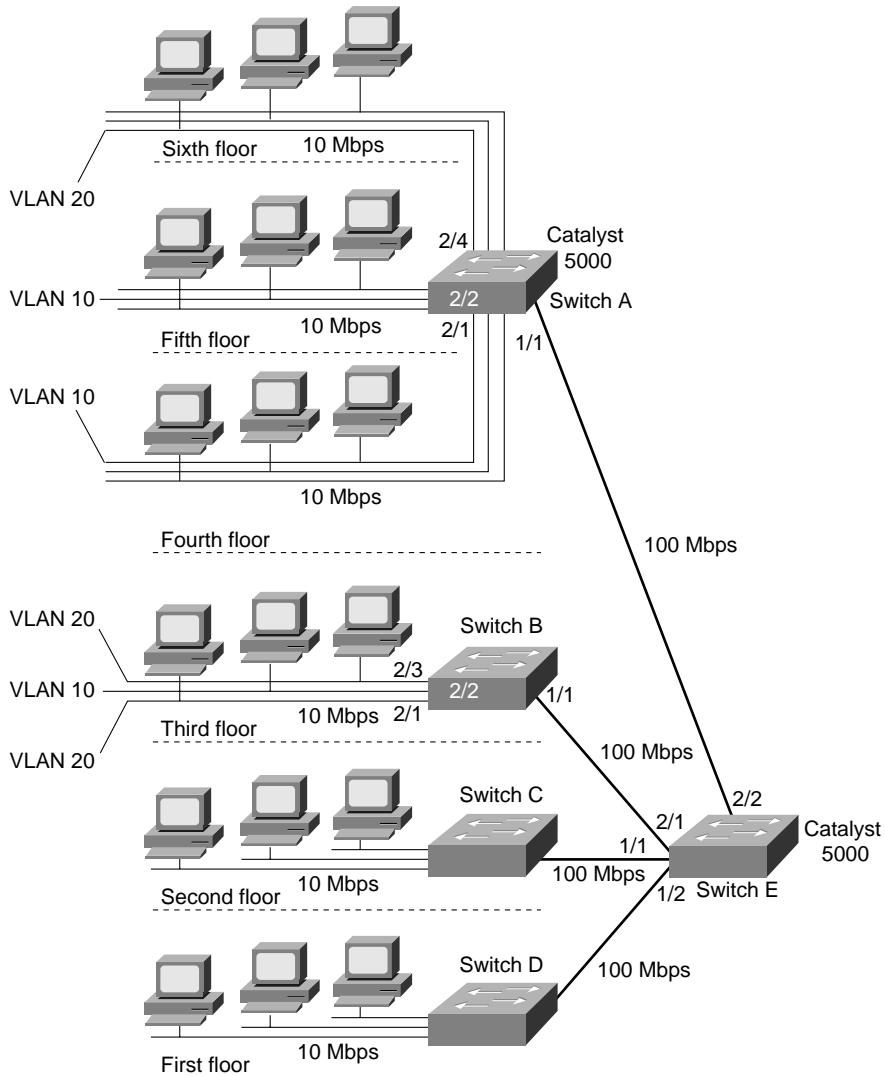 10 Mbps
Sixth floor
VLAN 20
2/4
Catalyst
5000
VLAN 10
2/2
Switch A
10 Mbps
2/1
Fifth floor
1/1
VLAN 10
10 Mbps
Fourth floor
100 Mbps
VLAN 20
Switch B
2/3
VLAN 10
2/2
1/1
10 Mbps
2/1
Third floor
VLAN 20
100 Mbps
Switch C
2/2
2/1
Catalyst
5000
1/1
10 Mbps
100 Mbps
Switch E
1/2
Second floor
Switch D
100 Mbps
10 Mbps
First floor